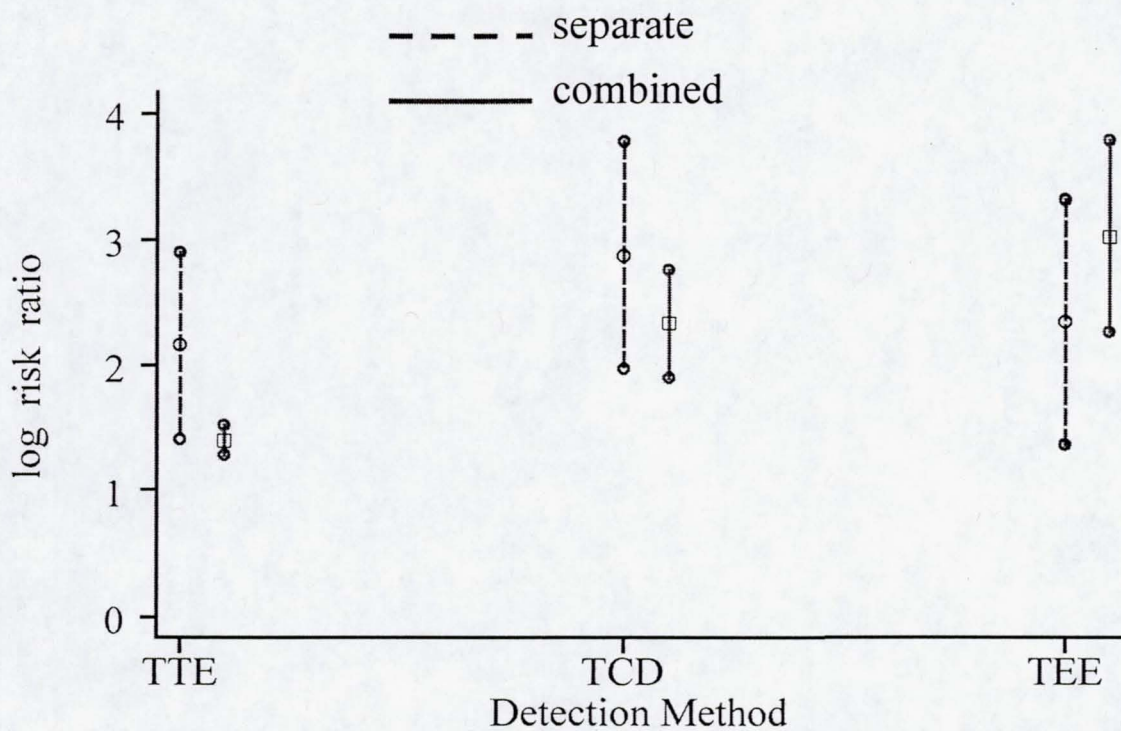 separate
combined
4
3
2
1
0
log risk ratio
TTE
TCD
TEE
Detection Method